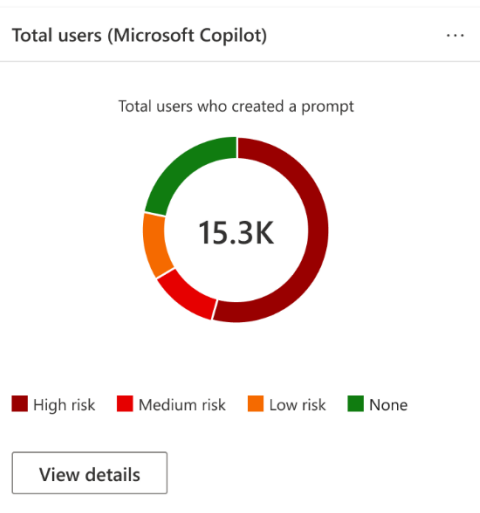 Total users (Microsoft Copilot) ...
Total users who created a prompt
15.3K
High risk Medium risk Low risk None
View details